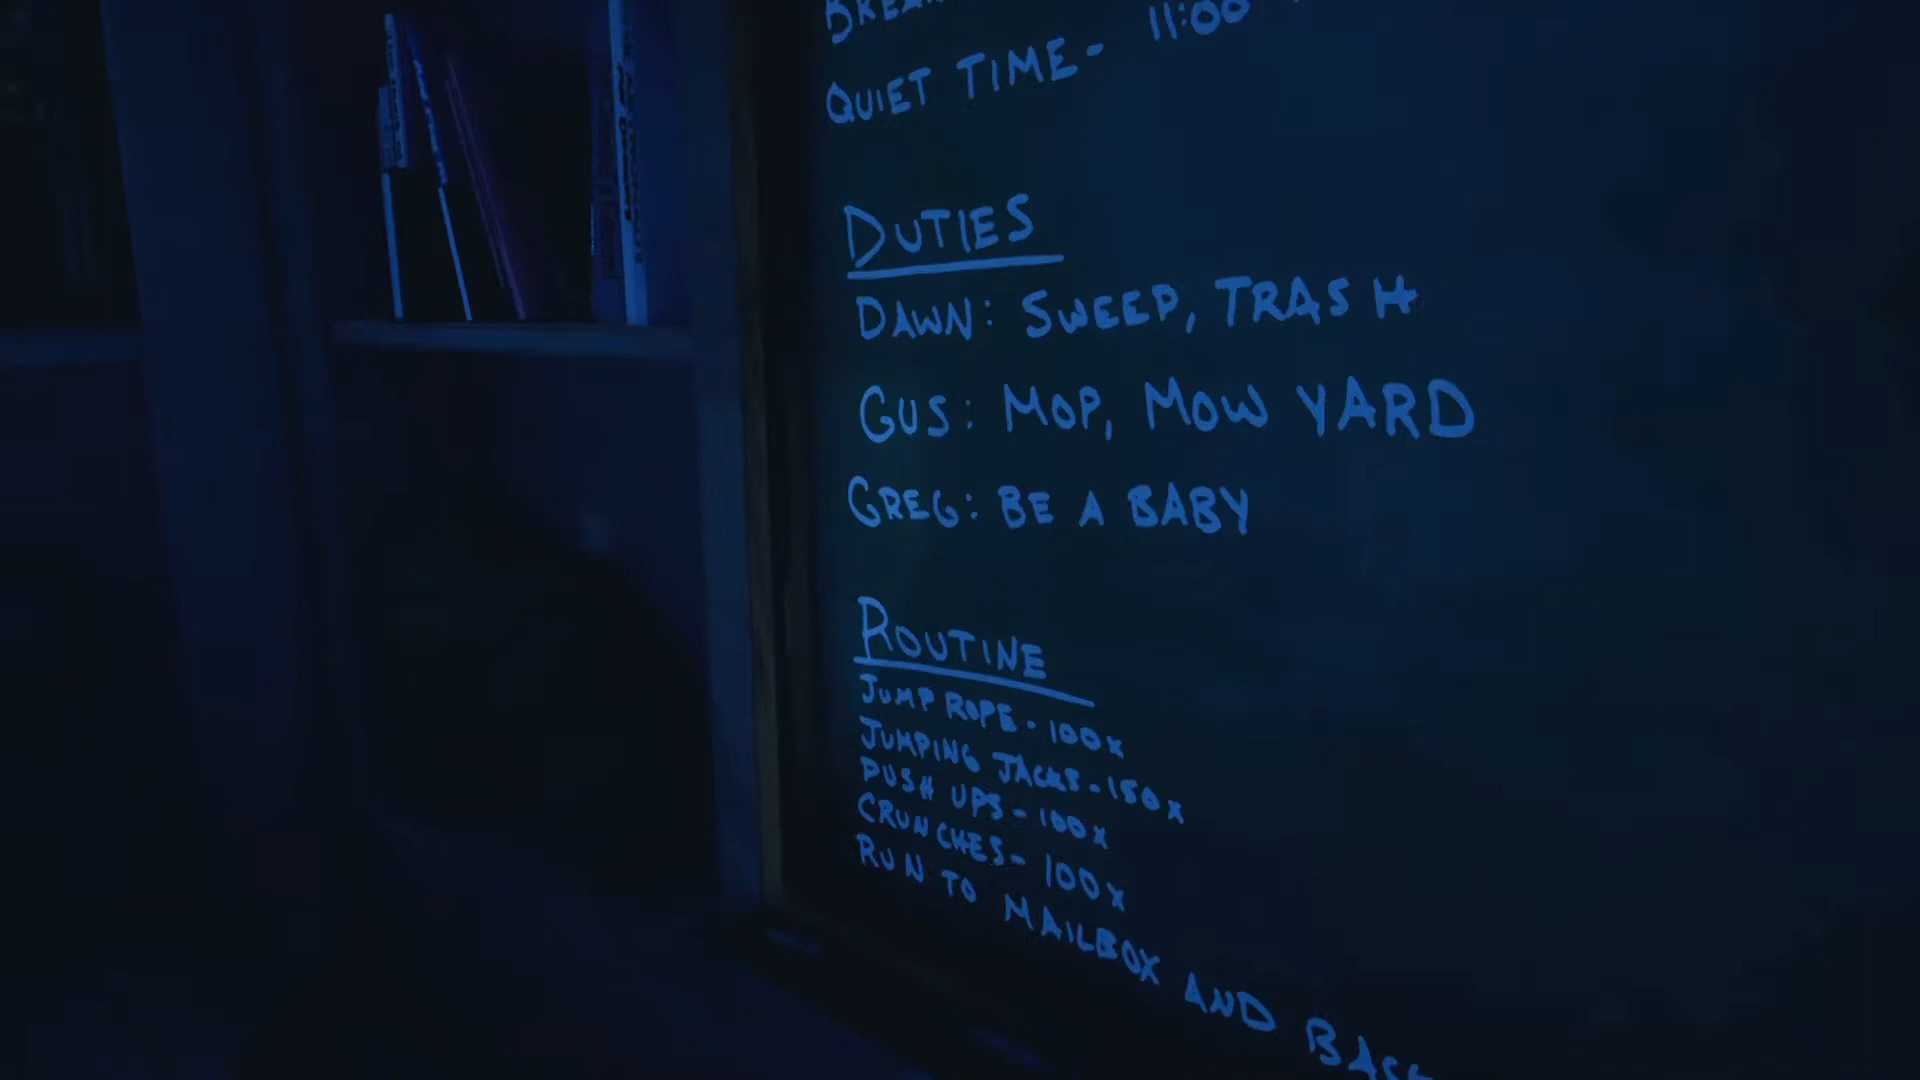 QUIET TIME- 11:00
DUTIES
DAWN: SWEEP, TRASH
GUS: MOP, MOW YARD
GREG: BE A BABY
ROUTINE
JUMP ROPE - 100X
JUMPING JACKS - 150X
PUSH UPS - 100X
CRUNCHES - 100X
RUN TO MAILBOX AND BACK